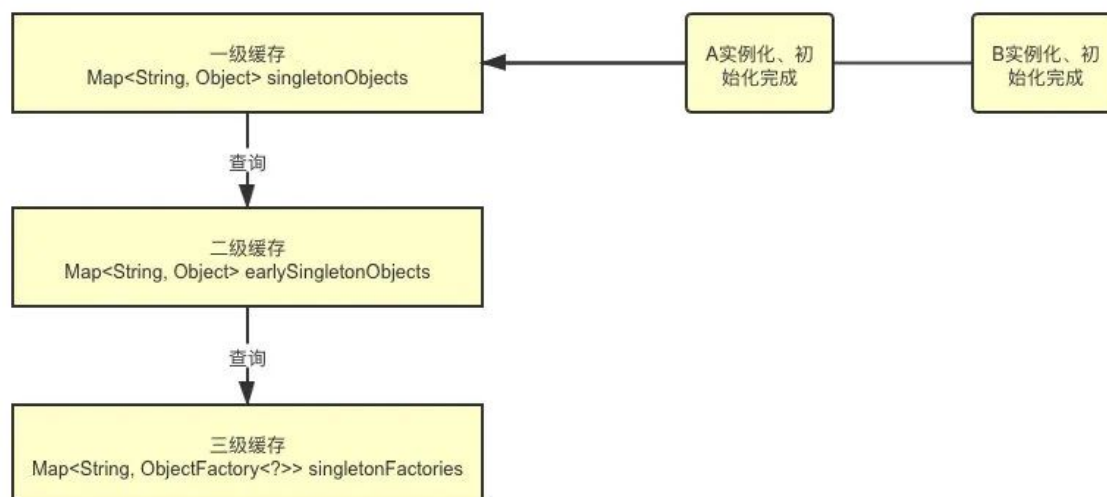 一级缓存
Map<String, Object> singletonObjects
A实例化、初
始化完成
B实例化、初
始化完成
查询
二级缓存
Map<String, Object> earlySingletonObjects
查询
三级缓存
Map<String, ObjectFactory<?>> singletonFactories